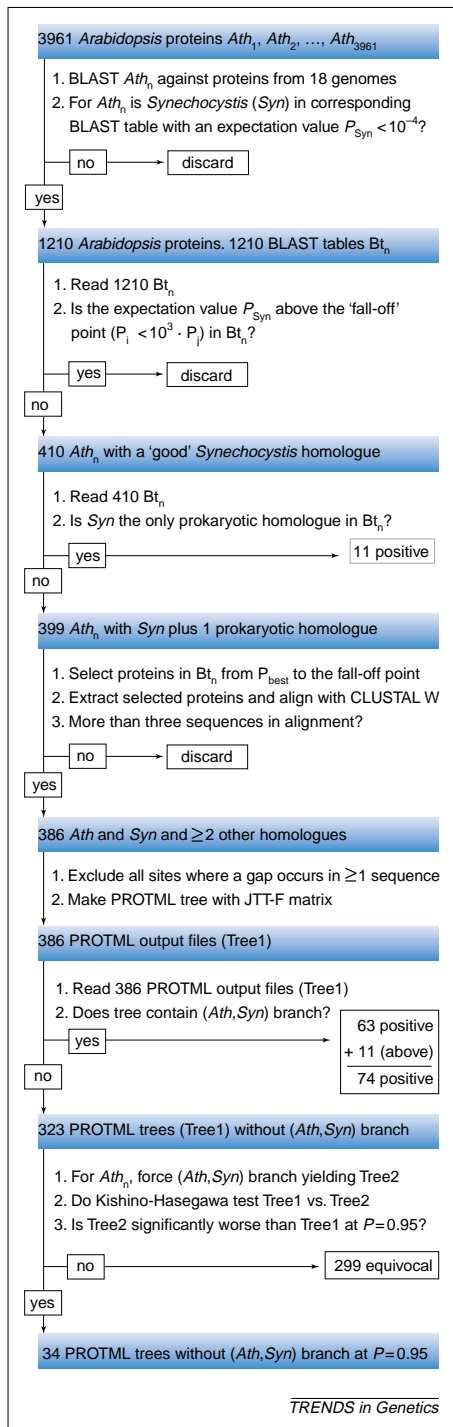 3961 Arabidopsis proteins Ath₁, Ath₂, ..., Ath₃₉₆₁
1. BLAST Athₙ against proteins from 18 genomes
2. For Athₙ is Synechocystis (Syn) in corresponding
BLAST table with an expectation value P_Syn < 10⁻⁴?
no
discard
yes
1210 Arabidopsis proteins. 1210 BLAST tables Btₙ
1. Read 1210 Btₙ
2. Is the expectation value P_Syn above the 'fall-off'
point (Pᵢ < 10³ · Pⱼ) in Btₙ?
yes
discard
no
410 Athₙ with a 'good' Synechocystis homologue
1. Read 410 Btₙ
2. Is Syn the only prokaryotic homologue in Btₙ?
yes
11 positive
no
399 Athₙ with Syn plus 1 prokaryotic homologue
1. Select proteins in Btₙ from P_best to the fall-off point
2. Extract selected proteins and align with CLUSTAL W
3. More than three sequences in alignment?
no
discard
yes
386 Ath and Syn and ≥2 other homologues
1. Exclude all sites where a gap occurs in ≥1 sequence
2. Make PROTML tree with JTT-F matrix
386 PROTML output files (Tree1)
1. Read 386 PROTML output files (Tree1)
2. Does tree contain (Ath,Syn) branch?
yes
63 positive
+ 11 (above)
74 positive
no
323 PROTML trees (Tree1) without (Ath,Syn) branch
1. For Athₙ, force (Ath,Syn) branch yielding Tree2
2. Do Kishino-Hasegawa test Tree1 vs. Tree2
3. Is Tree2 significantly worse than Tree1 at P=0.95?
no
299 equivocal
yes
34 PROTML trees without (Ath,Syn) branch at P=0.95
TRENDS in Genetics